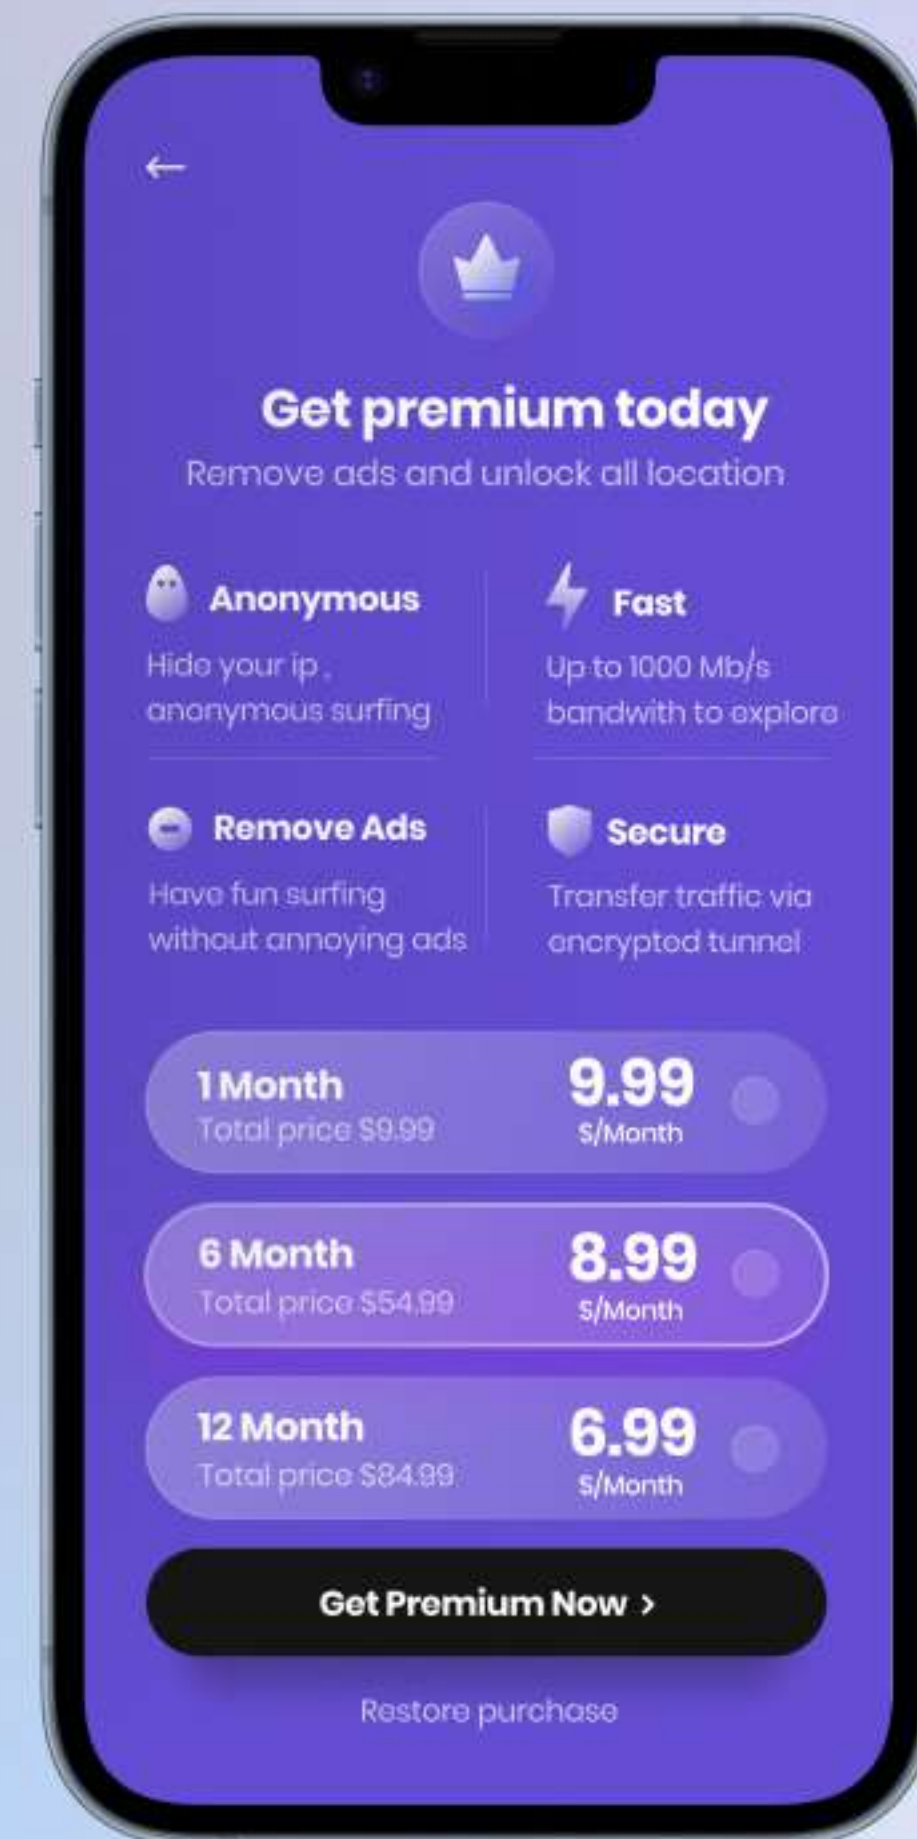 Get premium today
Remove ads and unlock all location
Anonymous
Hide your ip ,
anonymous surfing
Fast
Up to 1000 Mb/s
bandwith to explore
Remove Ads
Have fun surfing
without annoying ads
Secure
Transfer traffic via
encrypted tunnel
1 Month
Total price $9.99
9.99
$/Month
6 Month
Total price $54.99
8.99
$/Month
12 Month
Total price $84.99
6.99
$/Month
Get Premium Now >
Restore purchase